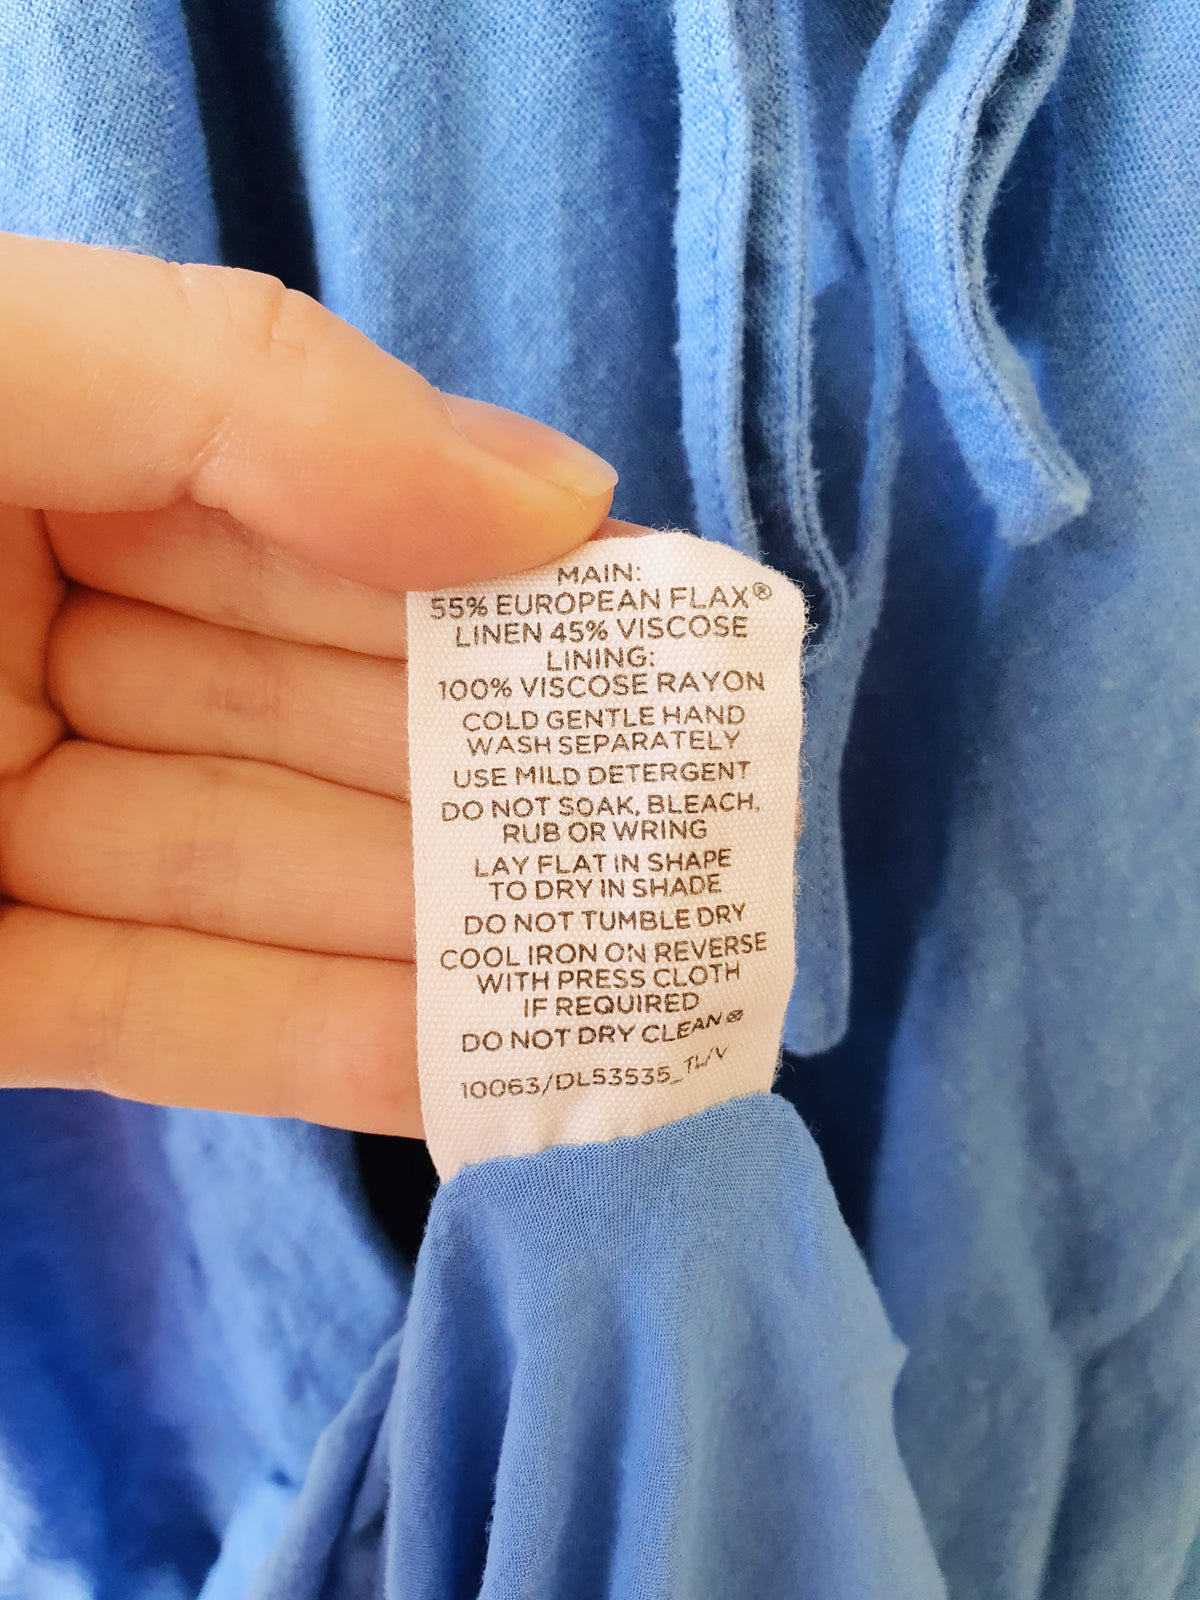 MAIN:
55% EUROPEAN FLAX®
LINEN 45% VISCOSE
LINING:
100% VISCOSE RAYON
COLD GENTLE HAND
WASH SEPARATELY
USE MILD DETERGENT
DO NOT SOAK, BLEACH,
RUB OR WRING
LAY FLAT IN SHAPE
TO DRY IN SHADE
DO NOT TUMBLE DRY
COOL IRON ON REVERSE
WITH PRESS CLOTH
IF REQUIRED
DO NOT DRY CLEAN
10063/DL53535_TL/V